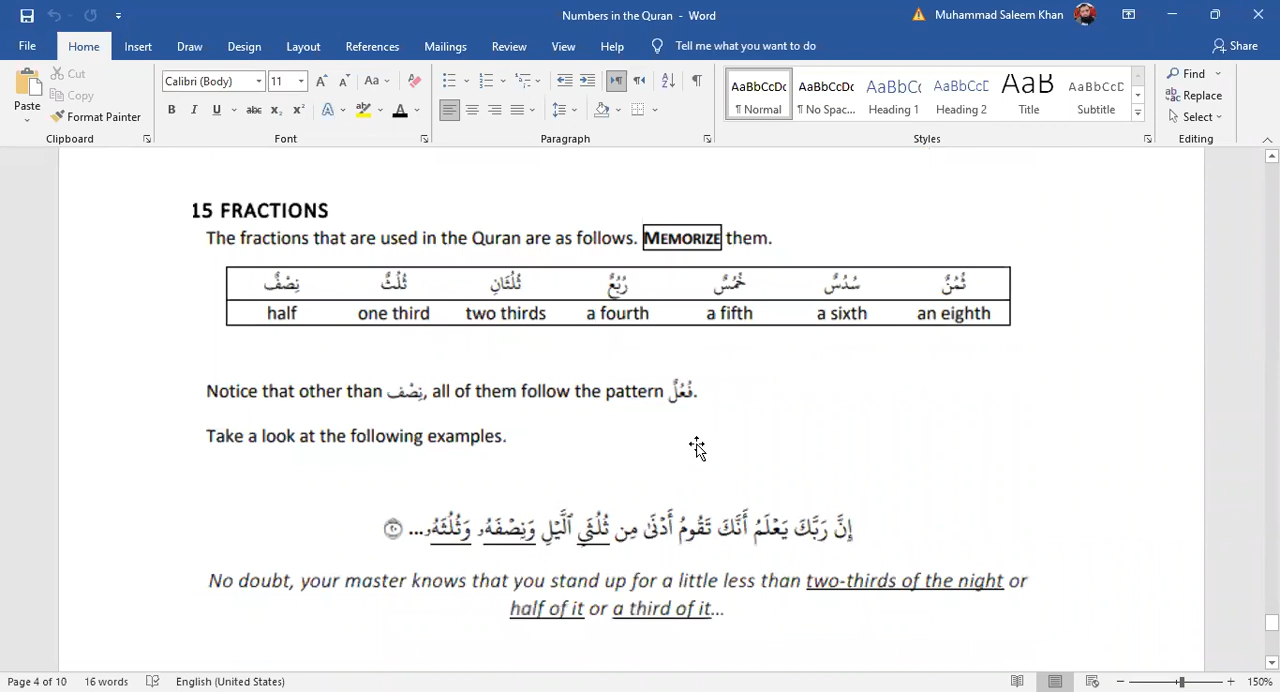 Numbers in the Quran - Word
Muhammad Saleem Khan
File Home Insert Draw Design Layout References Mailings Review View Help Tell me what you want to do Share
Paste
Cut
Copy
Format Painter
Calibri (Body) 11
AaBbCcDc AaBbCcDc AaBbCc AaBbCcD AaB AaBbCcD
¶ Normal ¶ No Spac... Heading 1 Heading 2 Title Subtitle
Find
Replace
Select
Clipboard Font Paragraph Styles Editing
15 FRACTIONS
The fractions that are used in the Quran are as follows. MEMORIZE them.
نِصْفٌ ثُلُثٌ ثُلُثَانِ رُبُعٌ خُمُسٌ سُدُسٌ ثُمُنٌ
half one third two thirds a fourth a fifth a sixth an eighth
Notice that other than نِصْف, all of them follow the pattern فُعُلٌ.
Take a look at the following examples.
إِنَّ رَبَّكَ يَعْلَمُ أَنَّكَ تَقُومُ أَدْنَىٰ مِن ثُلُثَيِ ٱلَّيْلِ وَنِصْفَهُۥ وَثُلُثَهُۥ... ٢٠
No doubt, your master knows that you stand up for a little less than two-thirds of the night or
half of it or a third of it...
Page 4 of 10 16 words English (United States) 150%